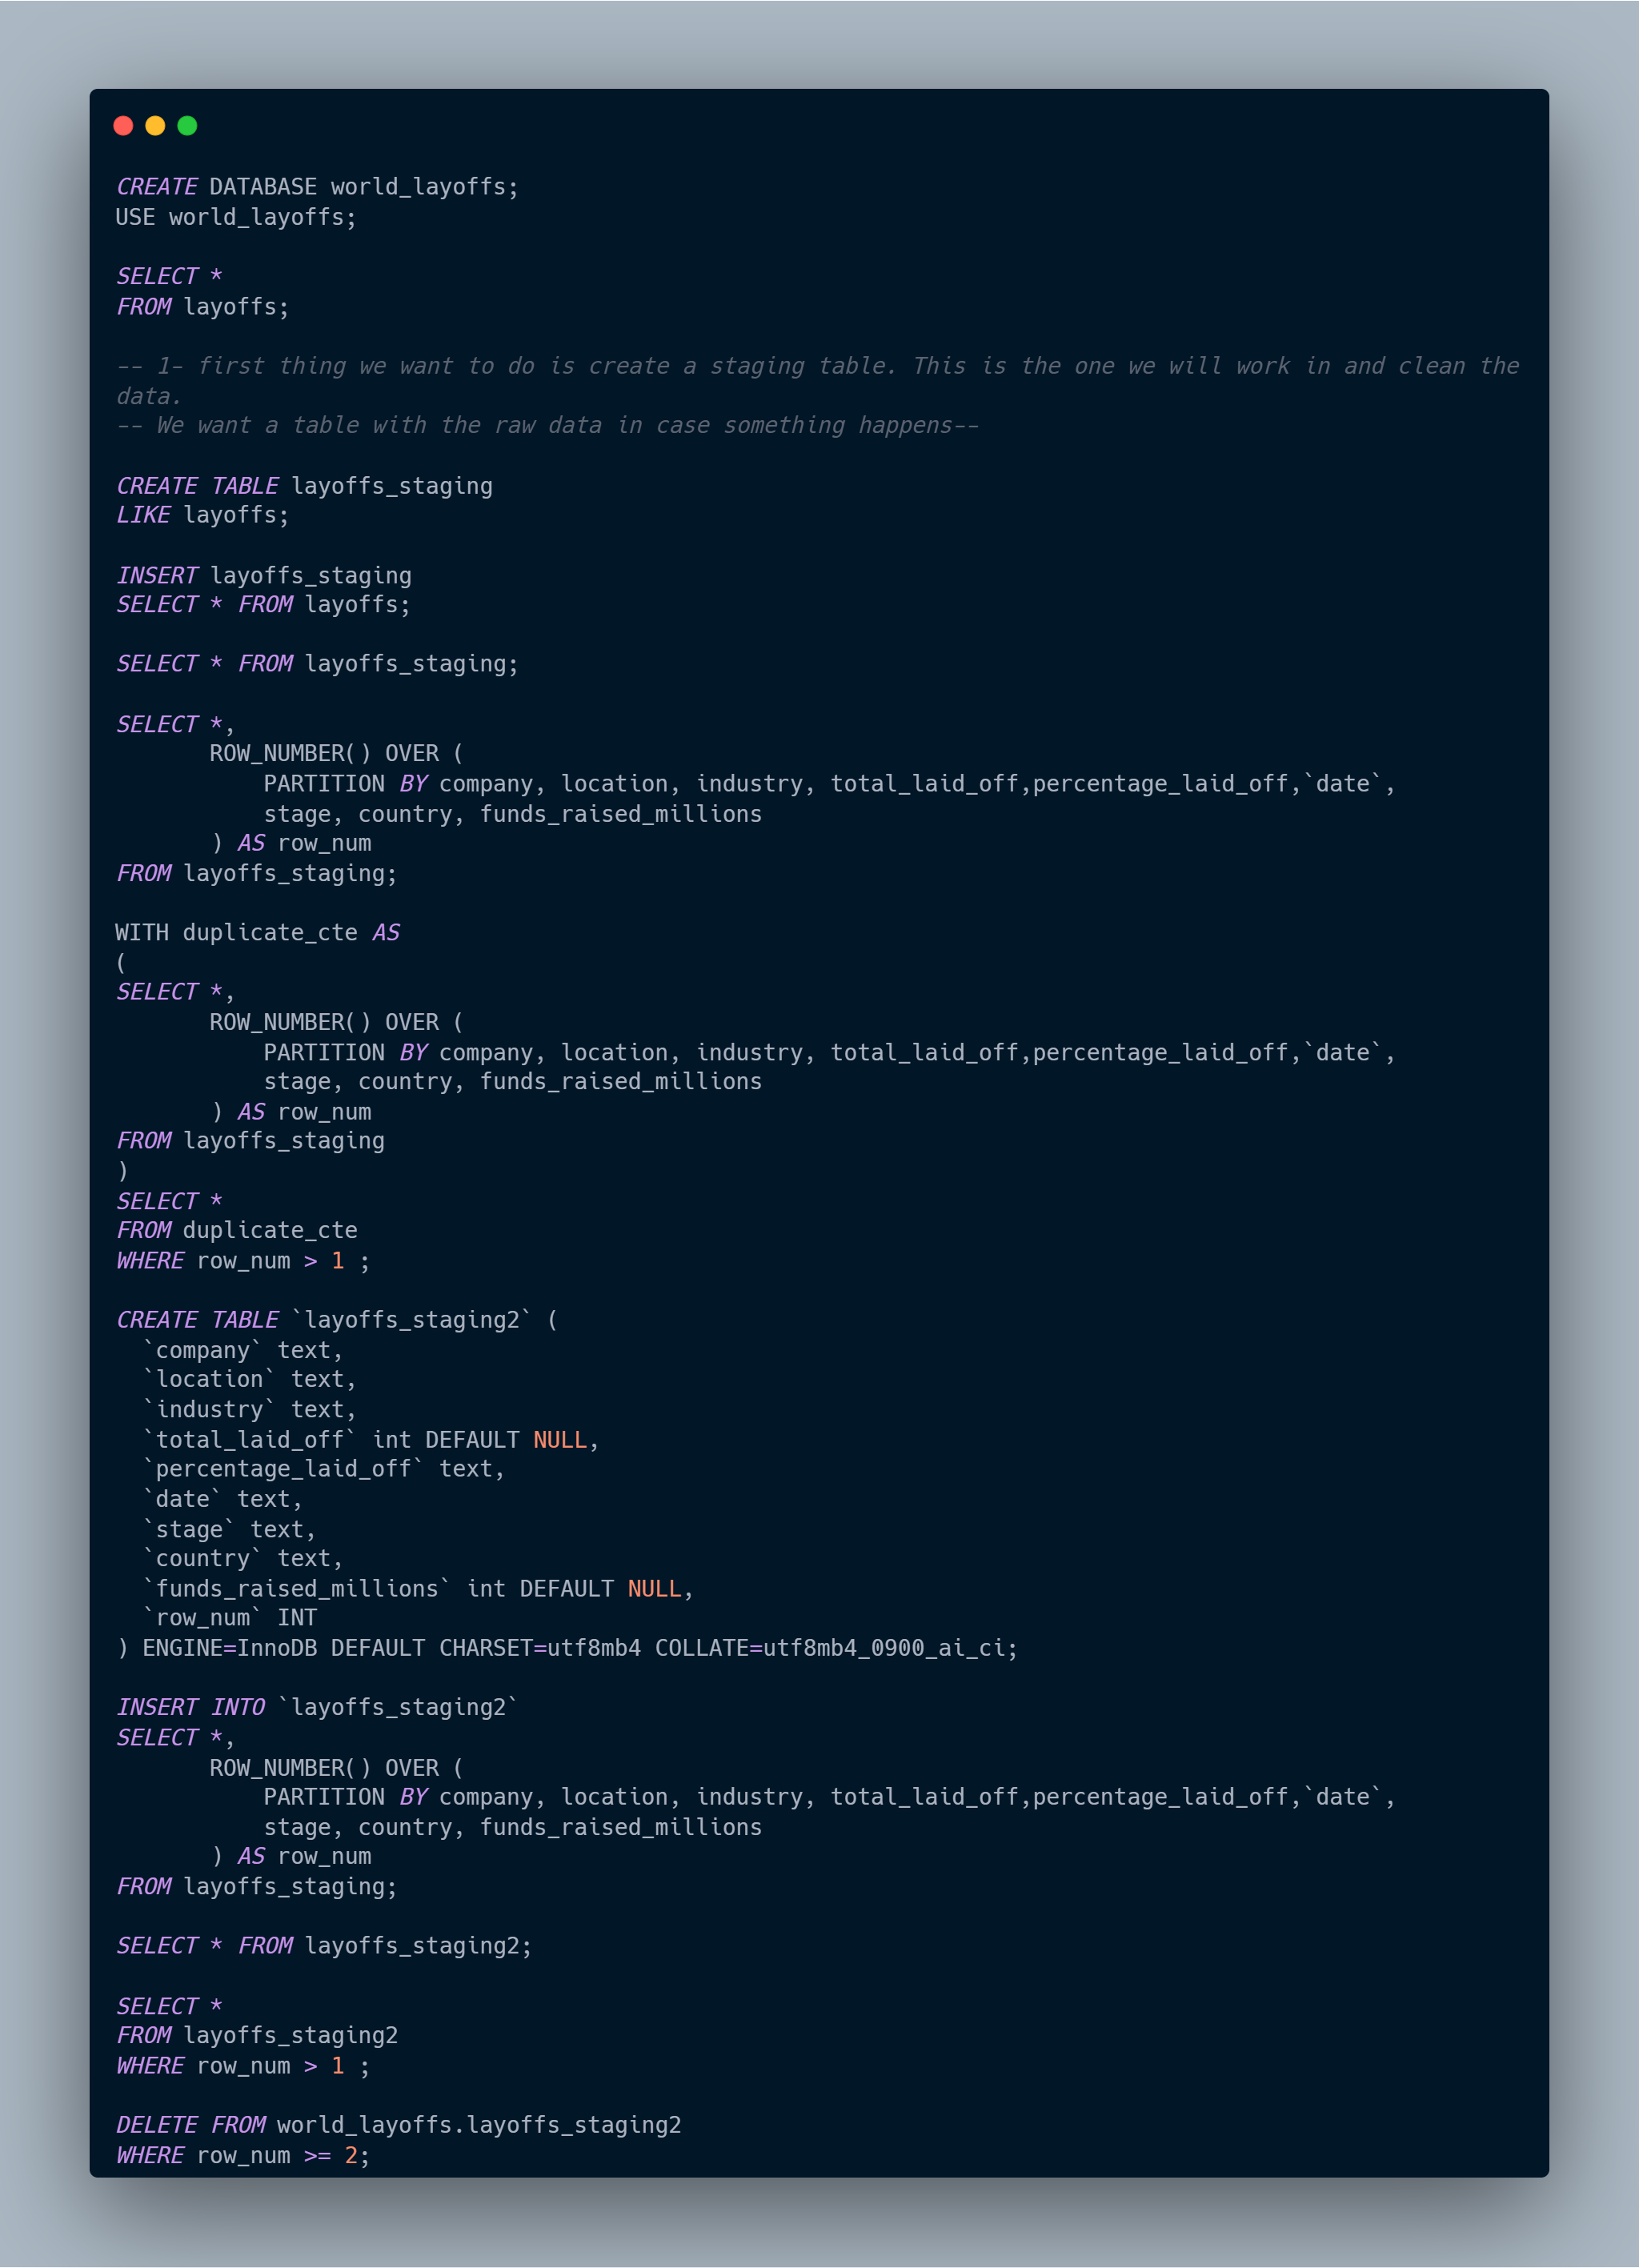 CREATE DATABASE world_layoffs;
USE world_layoffs;
SELECT *
FROM layoffs;
-- 1- first thing we want to do is create a staging table. This is the one we will work in and clean the
data.
-- We want a table with the raw data in case something happens--
CREATE TABLE layoffs_staging
LIKE layoffs;
INSERT layoffs_staging
SELECT * FROM layoffs;
SELECT * FROM layoffs_staging;
SELECT *,
       ROW_NUMBER() OVER (
           PARTITION BY company, location, industry, total_laid_off,percentage_laid_off,`date`,
           stage, country, funds_raised_millions
       ) AS row_num
FROM layoffs_staging;
WITH duplicate_cte AS
(
SELECT *,
       ROW_NUMBER() OVER (
           PARTITION BY company, location, industry, total_laid_off,percentage_laid_off,`date`,
           stage, country, funds_raised_millions
       ) AS row_num
FROM layoffs_staging
)
SELECT *
FROM duplicate_cte
WHERE row_num > 1 ;
CREATE TABLE `layoffs_staging2` (
  `company` text,
  `location` text,
  `industry` text,
  `total_laid_off` int DEFAULT NULL,
  `percentage_laid_off` text,
  `date` text,
  `stage` text,
  `country` text,
  `funds_raised_millions` int DEFAULT NULL,
  `row_num` INT
) ENGINE=InnoDB DEFAULT CHARSET=utf8mb4 COLLATE=utf8mb4_0900_ai_ci;
INSERT INTO `layoffs_staging2`
SELECT *,
       ROW_NUMBER() OVER (
           PARTITION BY company, location, industry, total_laid_off,percentage_laid_off,`date`,
           stage, country, funds_raised_millions
       ) AS row_num
FROM layoffs_staging;
SELECT * FROM layoffs_staging2;
SELECT *
FROM layoffs_staging2
WHERE row_num > 1 ;
DELETE FROM world_layoffs.layoffs_staging2
WHERE row_num >= 2;